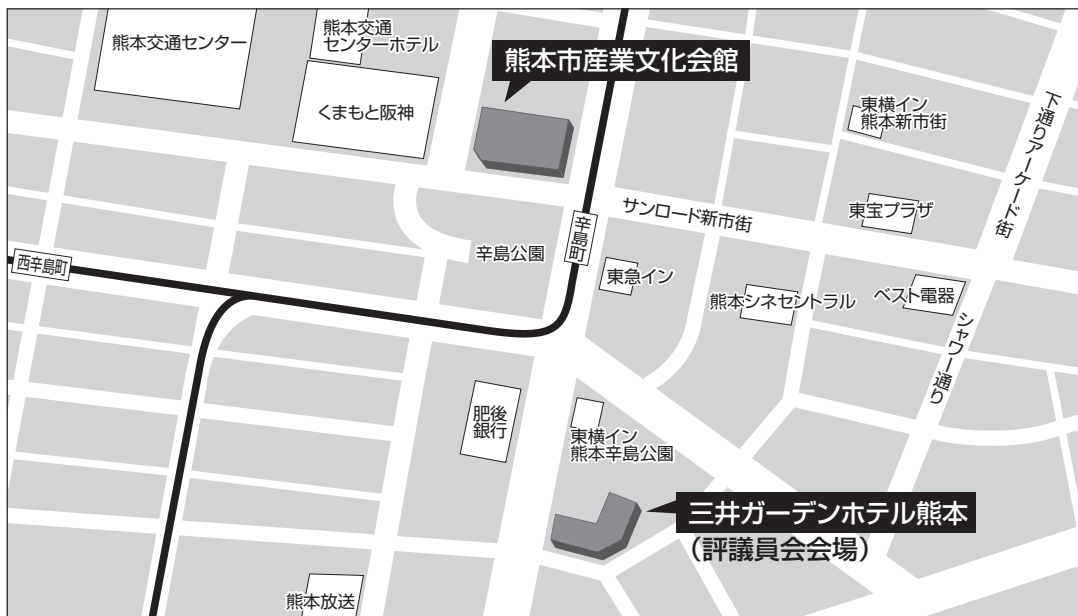 熊本交通センター
熊本交通
センターホテル
熊本市産業文化会館
くまもと阪神
東横イン
熊本新市街
下通りアーケード街
サンロード新市街
東宝プラザ
辛島町
辛島公園
西辛島町
東急イン
熊本シネセントラル
ベスト電器
シャワー通り
肥後
銀行
東横イン
熊本辛島公園
三井ガーデンホテル熊本
（評議員会会場）
熊本放送